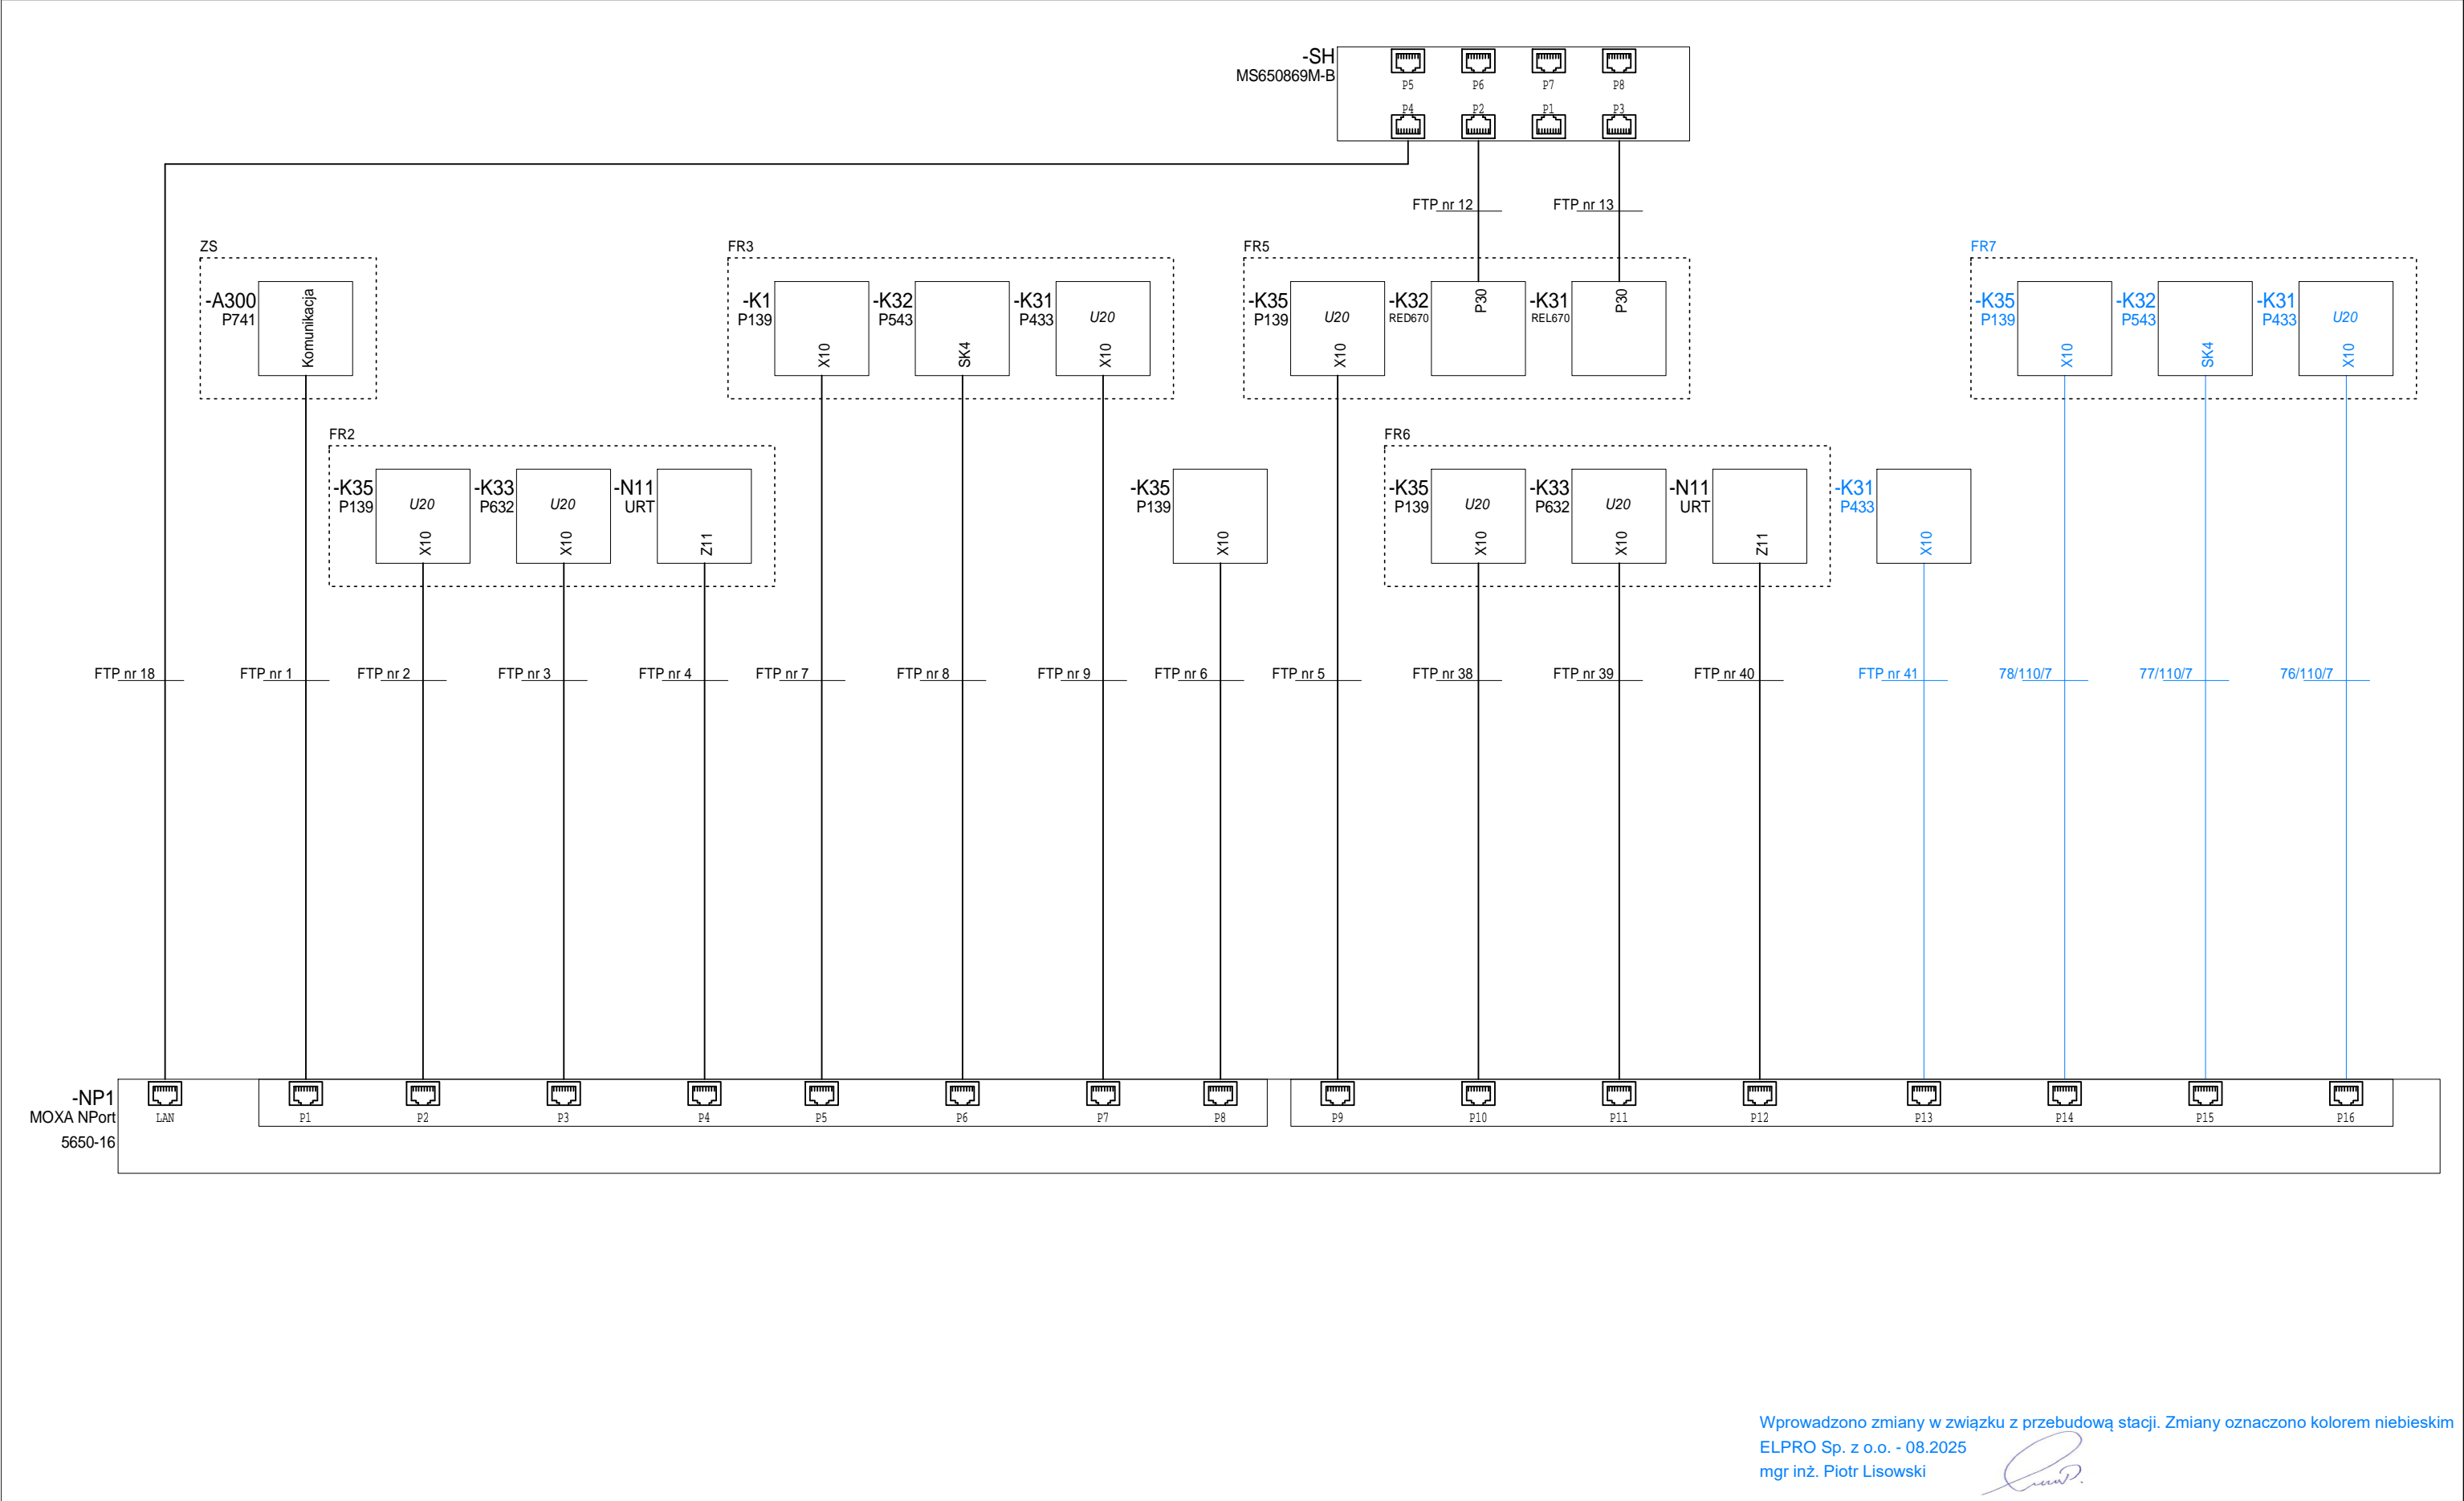 -SH
MS650869M-B
P5 P6 P7 P8
P4 P2 P1 P3
FTP nr 12 FTP nr 13
ZS FR3 FR5 FR7
-A300
P741
Komunikacja
-K1
P139
X10
-K32
P543
SK4
-K31
P433
U20
X10
-K35
P139
U20
X10
-K32
RED670
P30
-K31
REL670
P30
-K35
P139
X10
-K32
P543
SK4
-K31
P433
U20
X10
FR2 FR6
-K35
P139
U20
X10
-K33
P632
U20
X10
-N11
URT
Z11
-K35
P139
X10
-K35
P139
U20
X10
-K33
P632
U20
X10
-N11
URT
Z11
-K31
P433
X10
FTP nr 18 FTP nr 1 FTP nr 2 FTP nr 3 FTP nr 4 FTP nr 7 FTP nr 8 FTP nr 9 FTP nr 6 FTP nr 5 FTP nr 38 FTP nr 39 FTP nr 40 FTP nr 41 78/110/7 77/110/7 76/110/7
-NP1
MOXA NPort
5650-16
LAN P1 P2 P3 P4 P5 P6 P7 P8 P9 P10 P11 P12 P13 P14 P15 P16
Wprowadzono zmiany w związku z przebudową stacji. Zmiany oznaczono kolorem niebieskim
ELPRO Sp. z o.o. - 08.2025
mgr inż. Piotr Lisowski